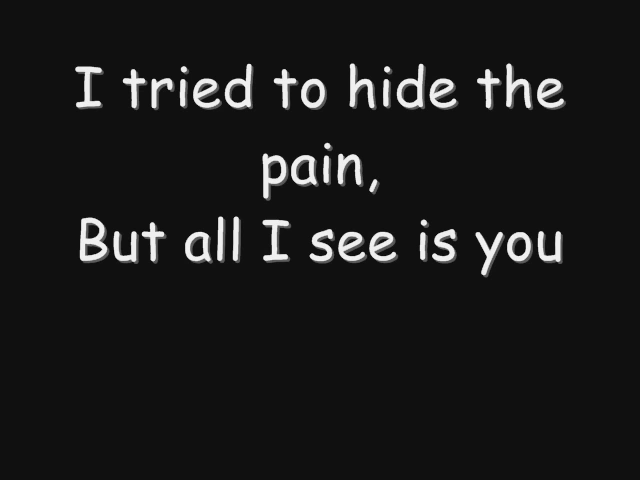 I tried to hide the
pain,
But all I see is you